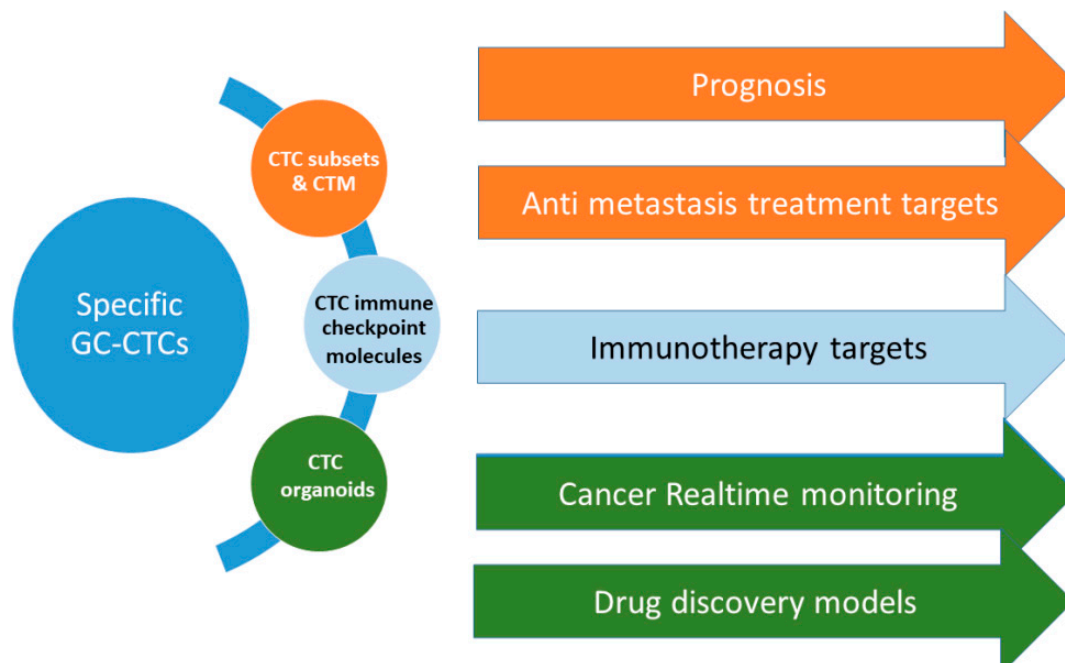 Specific
GC-CTCs
CTC subsets
& CTM
CTC immune
checkpoint
molecules
CTC
organoids
Prognosis
Anti metastasis treatment targets
Immunotherapy targets
Cancer Realtime monitoring
Drug discovery models